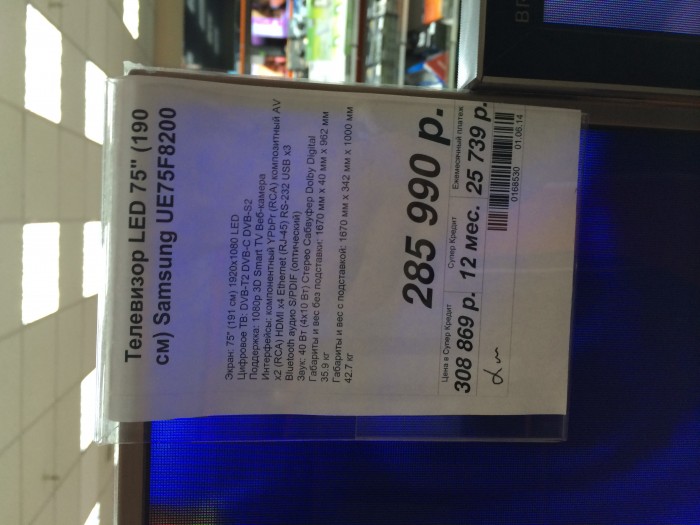 Телевизор LED 75" (190
см) Samsung UE75F8200
Экран: 75" (191 см) 1920x1080 LED
Цифровое ТВ: DVB-T2 DVB-C DVB-S2
Поддержка: 1080p 3D Smart TV Веб-камера
Интерфейсы: компонентный YPbPr (RCA) композитный AV
x2 (RCA) HDMI x4 Ethernet (RJ-45) RS-232 USB x3
Bluetooth аудио S/PDIF (оптический)
Звук: 40 Вт (4x10 Вт) Стерео Сабвуфер Dolby Digital
Габариты и вес без подставки: 1670 мм x 40 мм x 962 мм
35.9 кг
Габариты и вес с подставкой: 1670 мм x 342 мм x 1000 мм
42.7 кг
285 990 р.
Цена в Супер Кредит Супер Кредит Ежемесячный платеж
308 869 р. 12 мес. 25 739 р.
0168530 01.06.14
BR